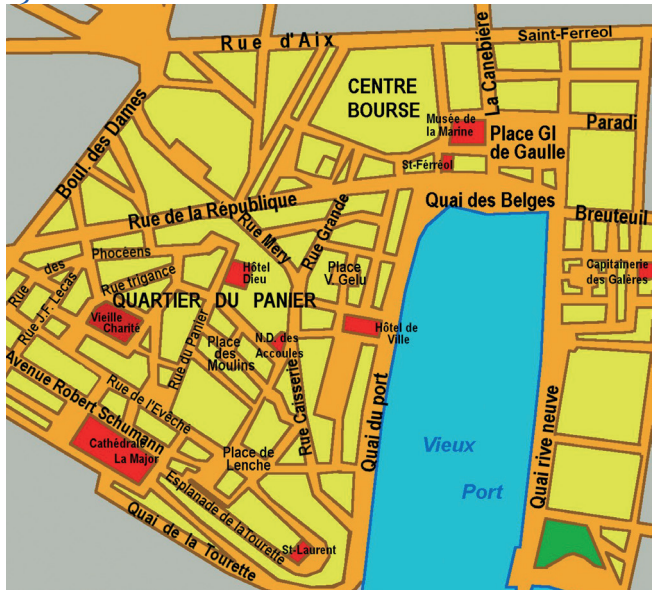 Rue d'Aix
Saint-Ferreol
CENTRE
BOURSE
La Canebière
Boul. des Dames
Musée de
la Marine
Place Gl
de Gaulle
Paradi
St-Férréol
Rue de la République
Quai des Belges
Breuteuil
Rue Mery
Rue Grande
Phocéens
Rue des
Rue trigance
Hôtel
Dieu
Place
V. Gelu
Capitainerie
des Galères
Rue J.F. Lecas
QUARTIER DU PANIER
Vieille
Charité
Rue du Panier
Place
des
Moulins
N.D. des
Accoules
Hôtel de
Ville
Avenue Robert Schumann
Rue de l'Evêché
Rue Caisserie
Quai du port
Cathédrale
La Major
Place de
Lenche
Vieux
Port
Quai rive neuve
Esplanade de la Tourette
Quai de la Tourette
St-Laurent